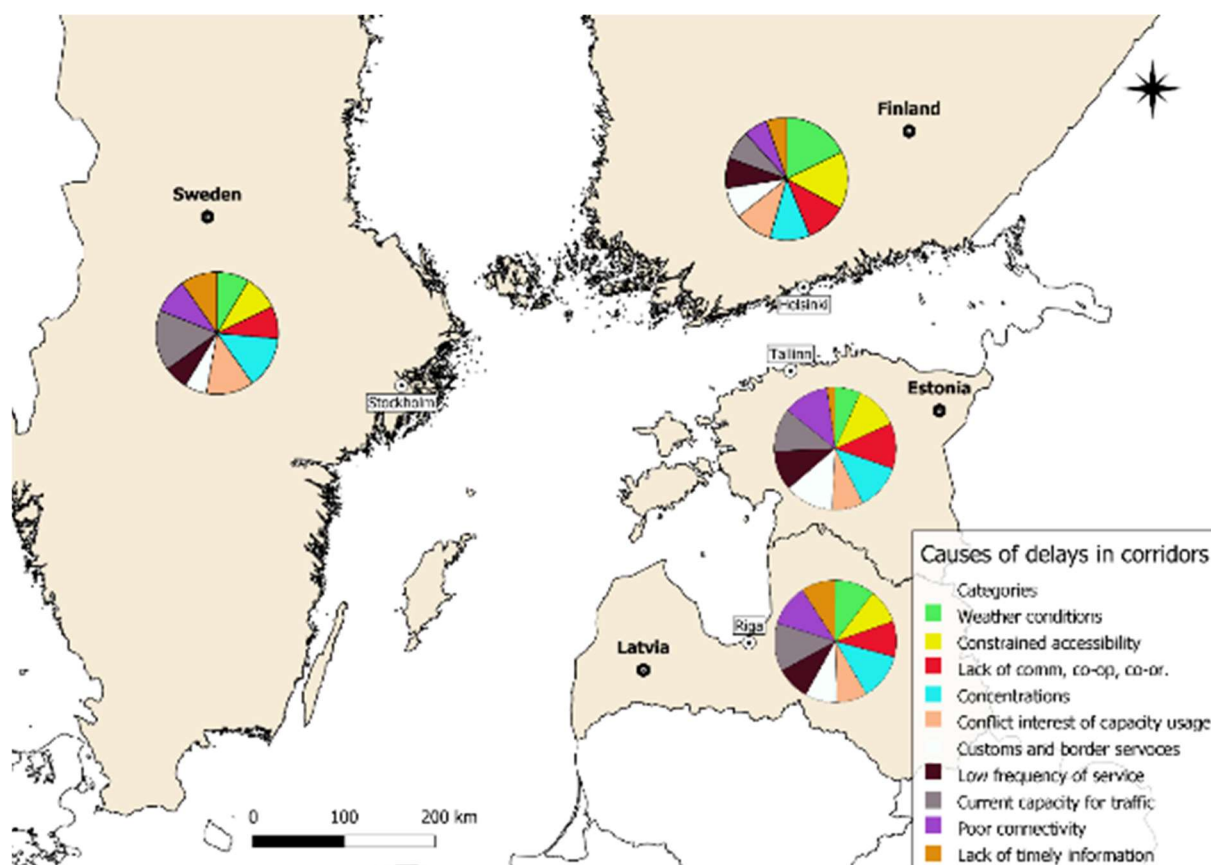 Finland
Sweden
Helsinki
Tallinn
Estonia
Stockholm
Riga
Latvia
0 100 200 km
Causes of delays in corridors
Categories
Weather conditions
Constrained accessibility
Lack of comm, co-op, co-or.
Concentrations
Conflict interest of capacity usage
Customs and border servoces
Low frequency of service
Current capacity for traffic
Poor connectivity
Lack of timely information